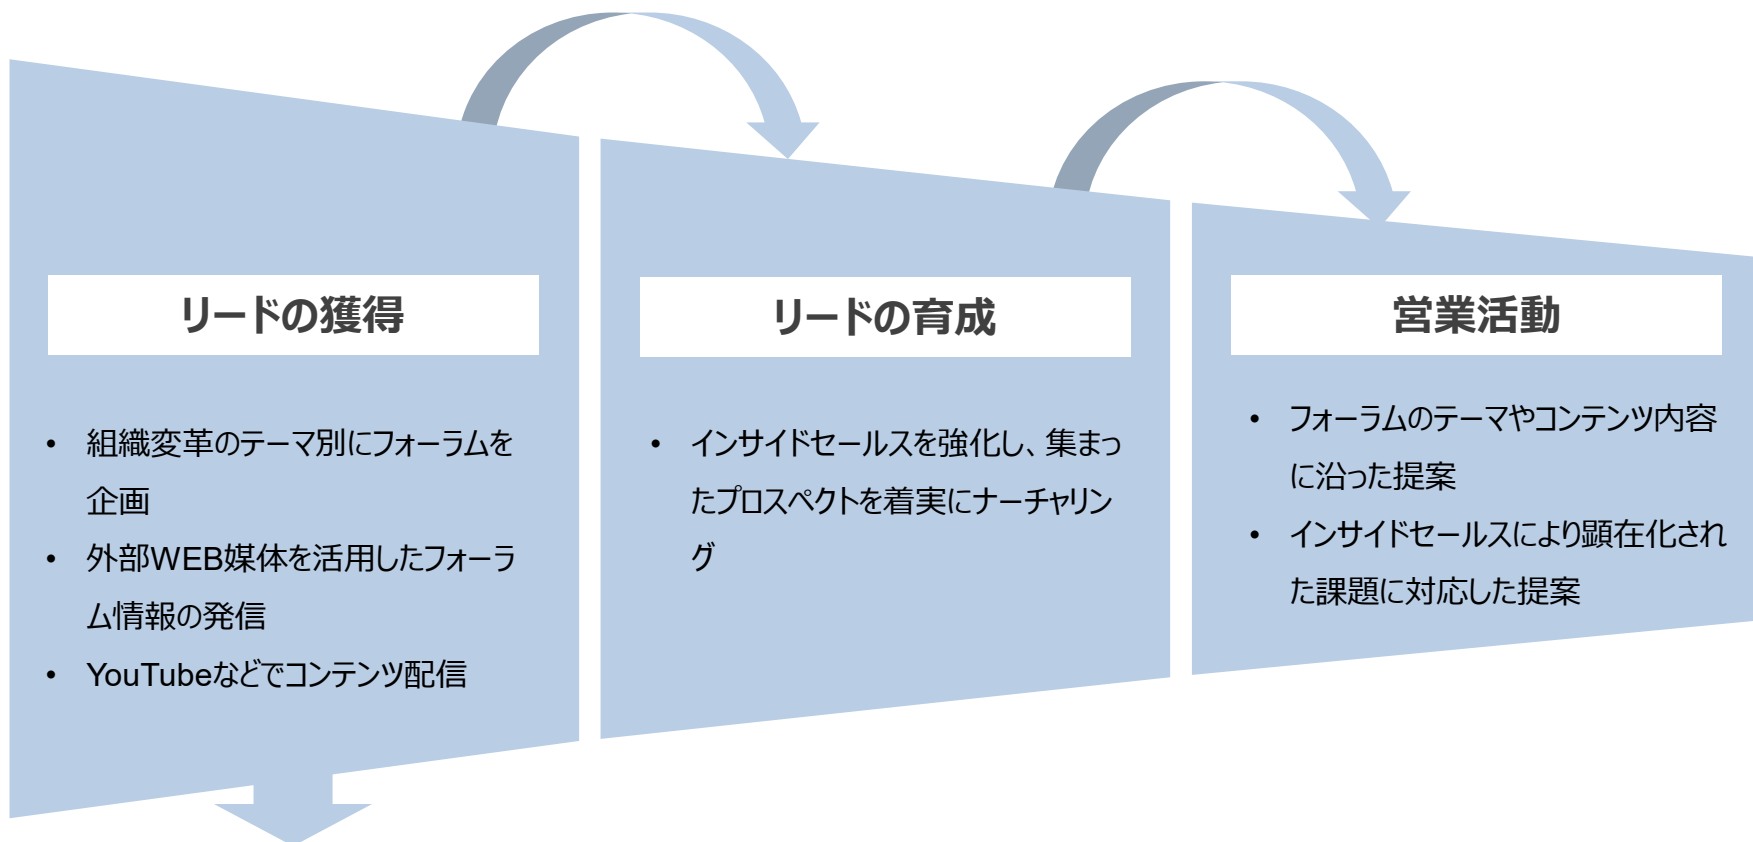 リードの獲得
• 組織変革のテーマ別にフォーラムを
企画
• 外部WEB媒体を活用したフォーラ
ム情報の発信
• YouTubeなどでコンテンツ配信
リードの育成
• インサイドセールスを強化し、集まっ
たプロスペクトを着実にナーチャリン
グ
営業活動
• フォーラムのテーマやコンテンツ内容
に沿った提案
• インサイドセールスにより顕在化され
た課題に対応した提案